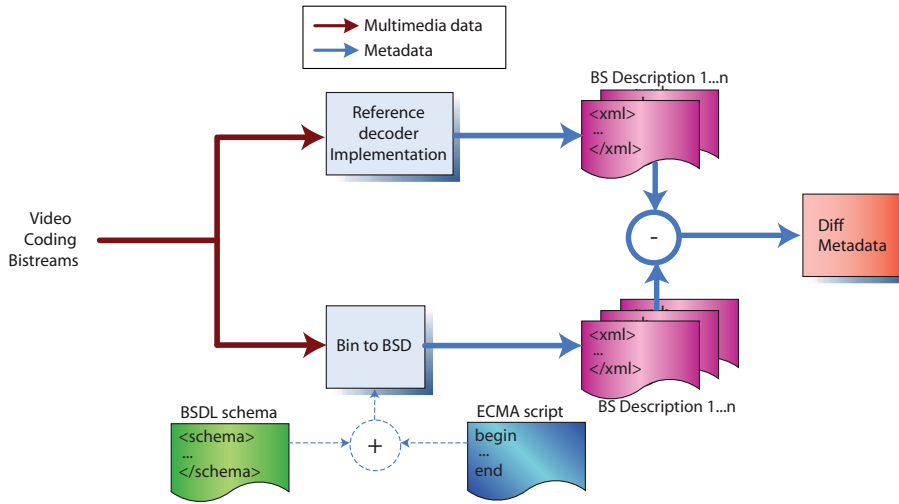 Multimedia data
Metadata
BS Description 1...n
Reference
decoder
Implementation
<xml>
...
</xml>
Video
Coding
Bistreams
-
Diff
Metadata
Bin to BSD
<xml>
...
</xml>
BS Description 1...n
BSDL schema
<schema>
...
</schema>
+
ECMA script
begin
...
end